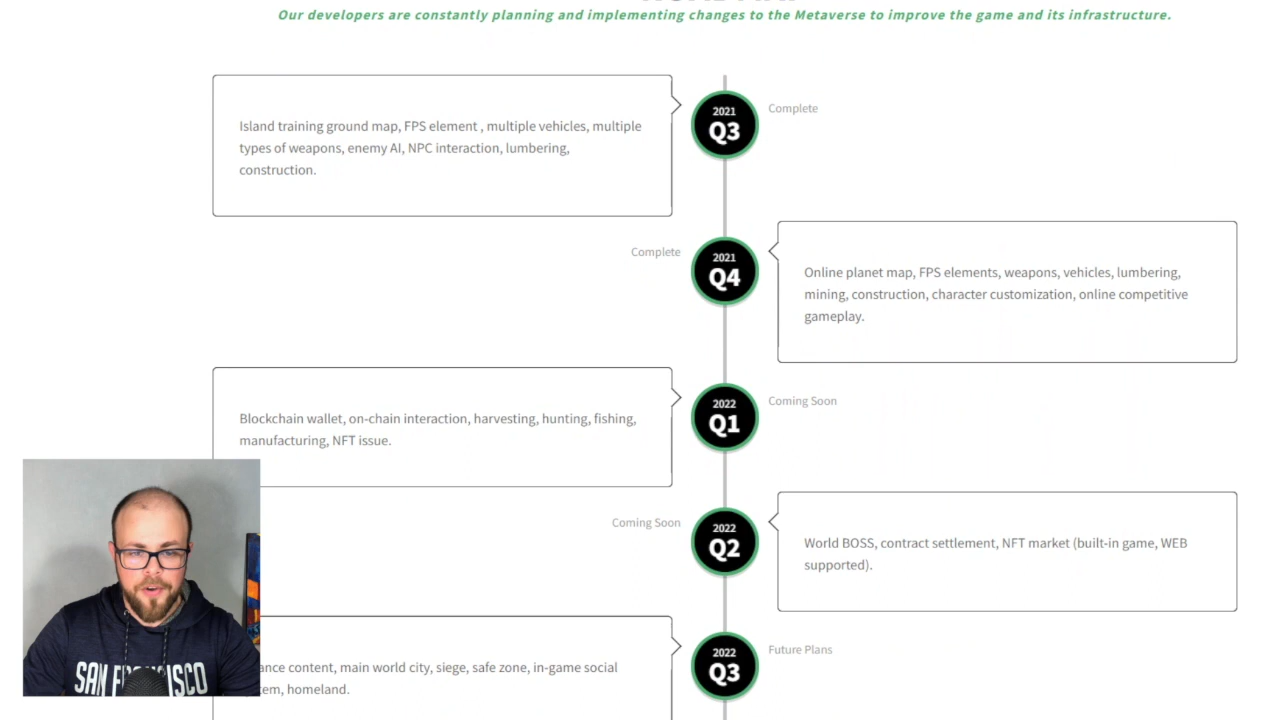 Our developers are constantly planning and implementing changes to the Metaverse to improve the game and its infrastructure.
Island training ground map, FPS element , multiple vehicles, multiple
types of weapons, enemy AI, NPC interaction, lumbering,
construction.
2021
Q3
Complete
Complete
2021
Q4
Online planet map, FPS elements, weapons, vehicles, lumbering,
mining, construction, character customization, online competitive
gameplay.
Blockchain wallet, on-chain interaction, harvesting, hunting, fishing,
manufacturing, NFT issue.
2022
Q1
Coming Soon
Coming Soon
2022
Q2
World BOSS, contract settlement, NFT market (built-in game, WEB
supported).
content, main world city, siege, safe zone, in-game social
homeland.
2022
Q3
Future Plans